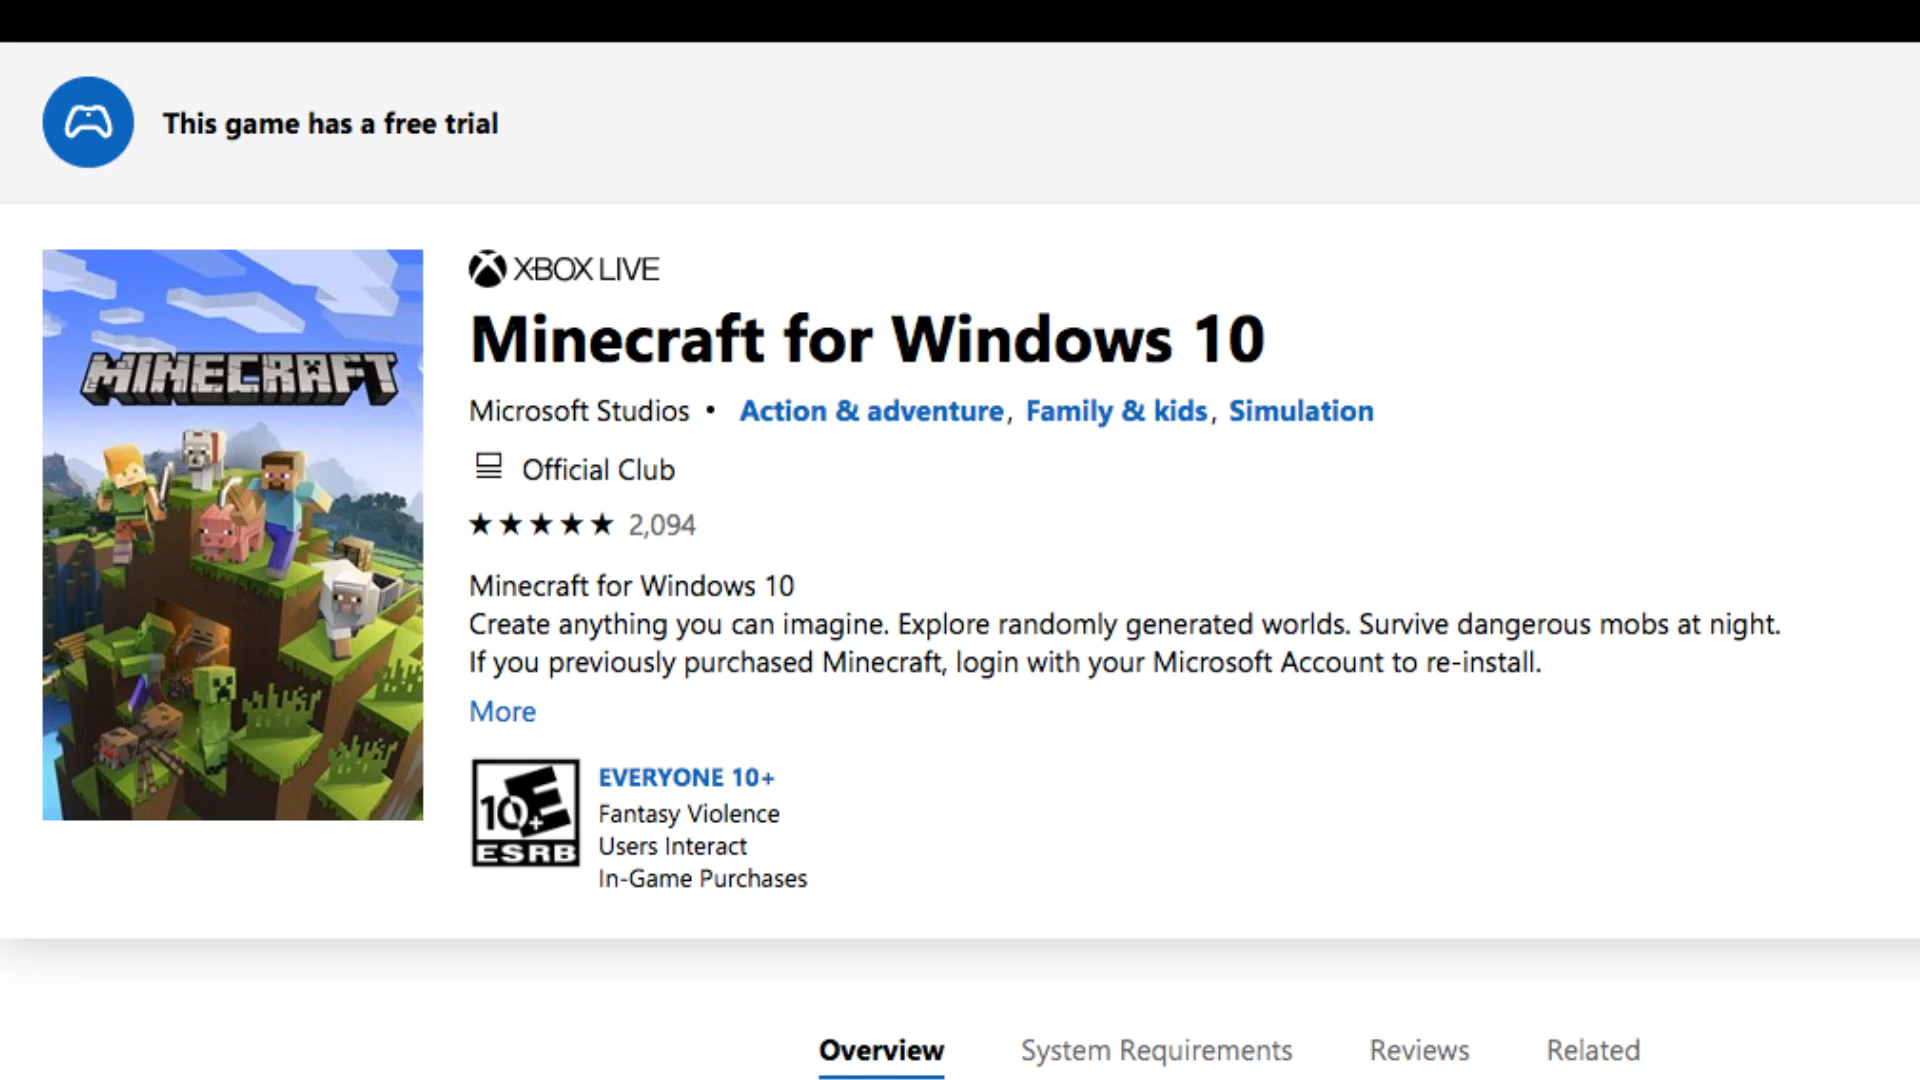 This game has a free trial
MINECRAFT
XBOX LIVE
Minecraft for Windows 10
Microsoft Studios • Action & adventure, Family & kids, Simulation
Official Club
★★★★★ 2,094
Minecraft for Windows 10
Create anything you can imagine. Explore randomly generated worlds. Survive dangerous mobs at night.
If you previously purchased Minecraft, login with your Microsoft Account to re-install.
More
10+ E
ESRB
EVERYONE 10+
Fantasy Violence
Users Interact
In-Game Purchases
Overview System Requirements Reviews Related